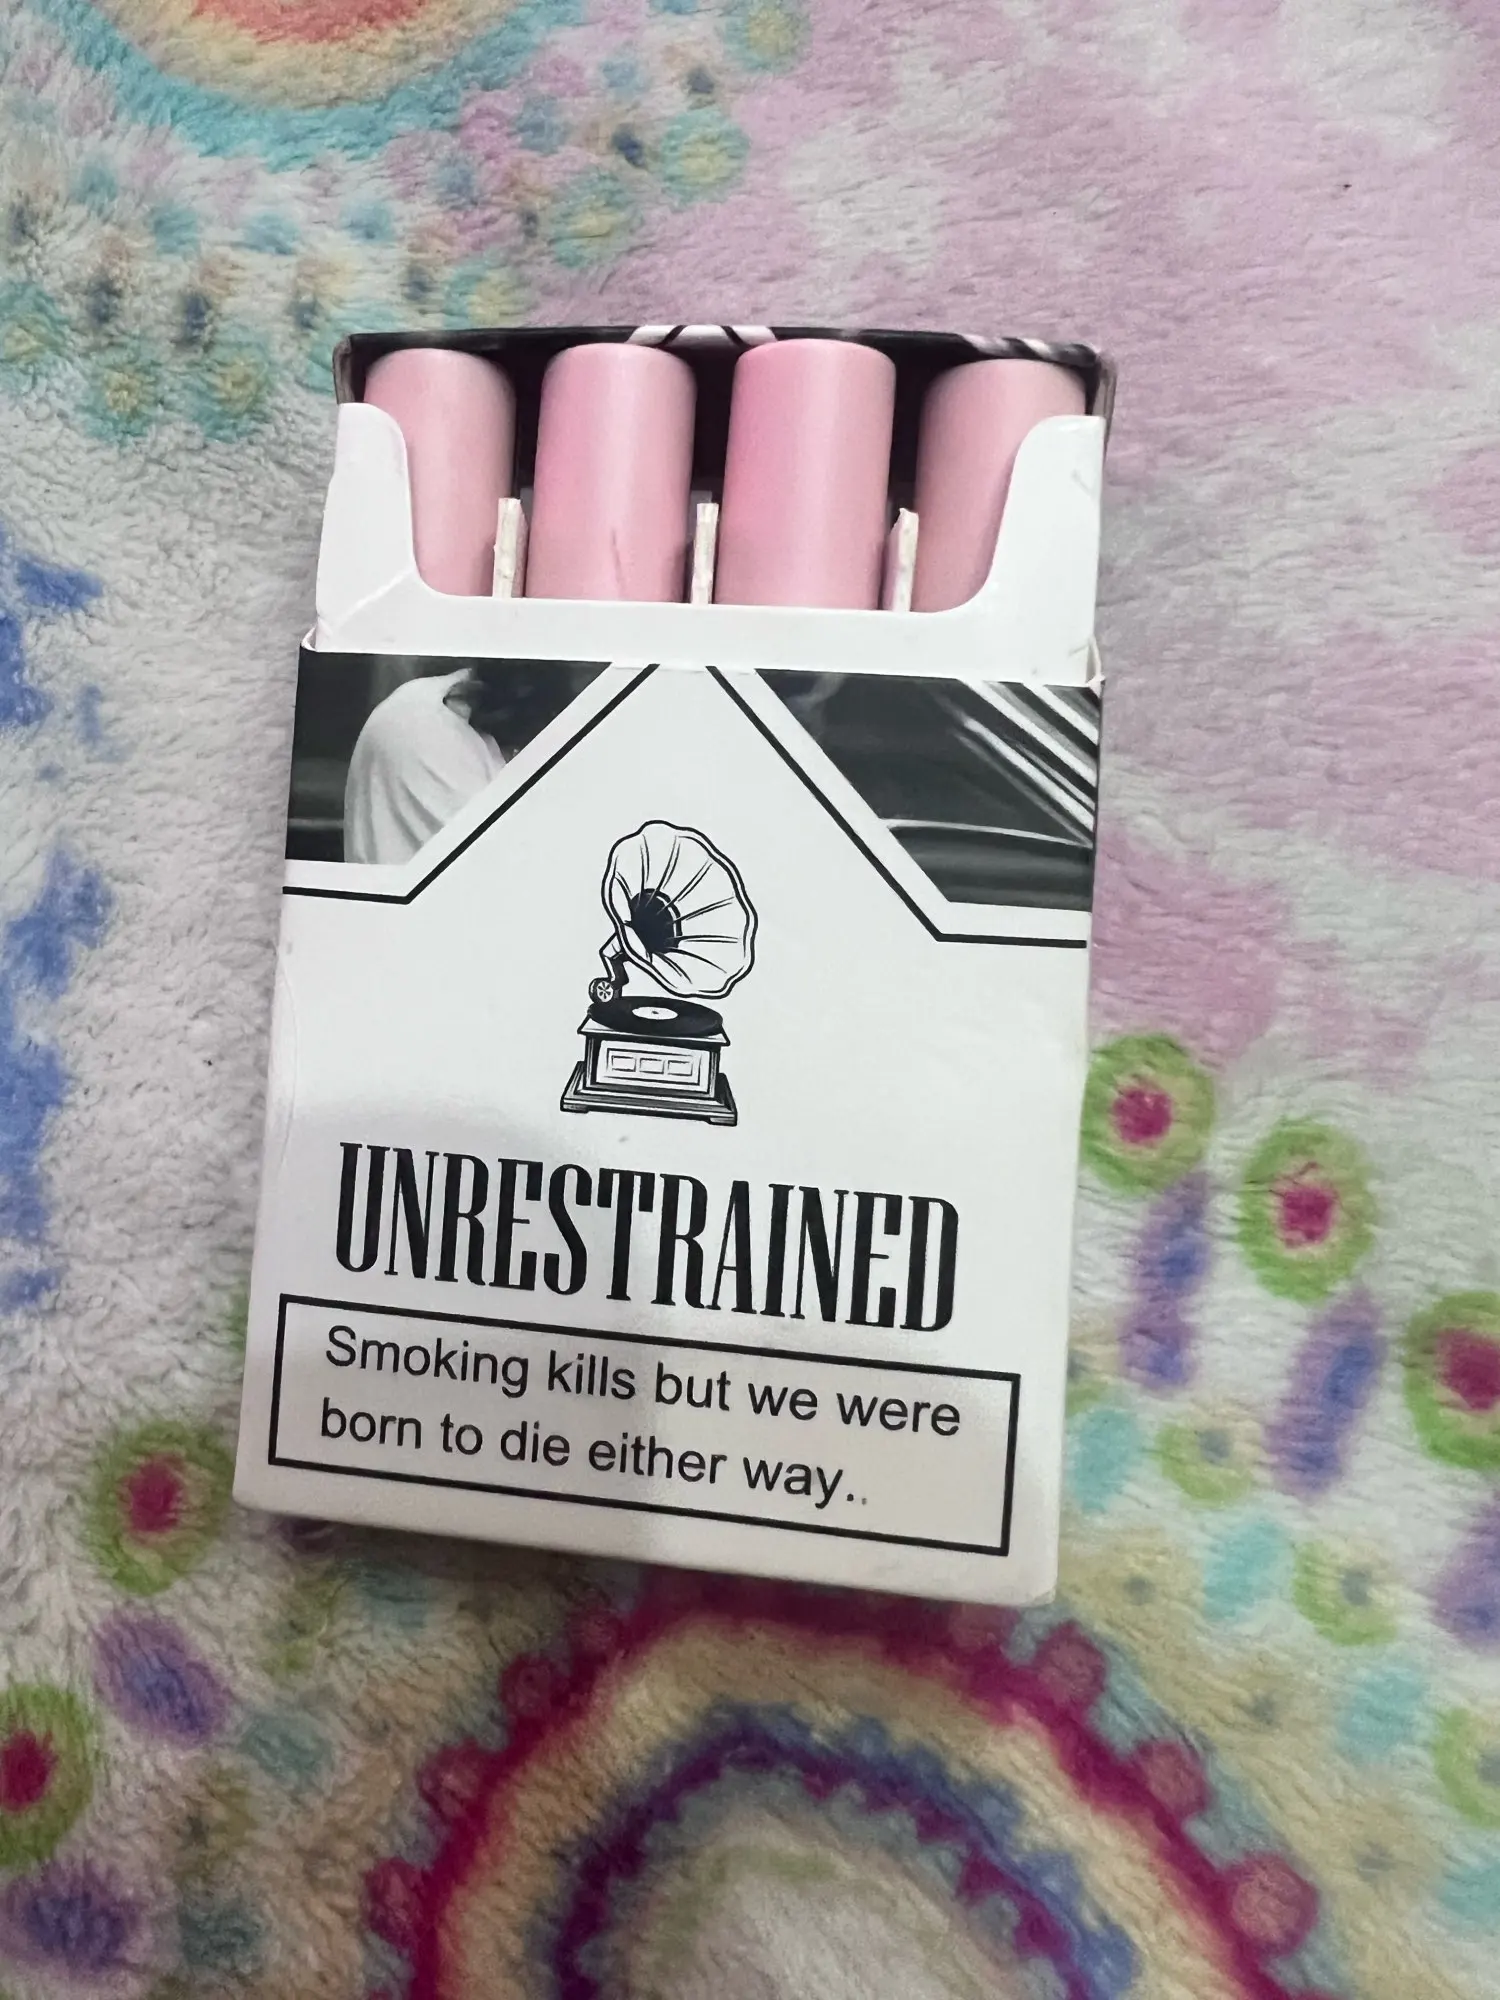 UNRESTRAINED
Smoking kills but we were
born to die either way..